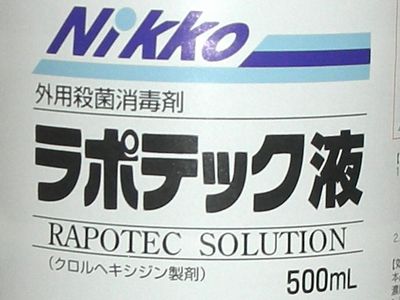 Nikko
外用殺菌消毒剤
ラポテック液
RAPOTEC SOLUTION
(クロルヘキシジン製剤)
500mL